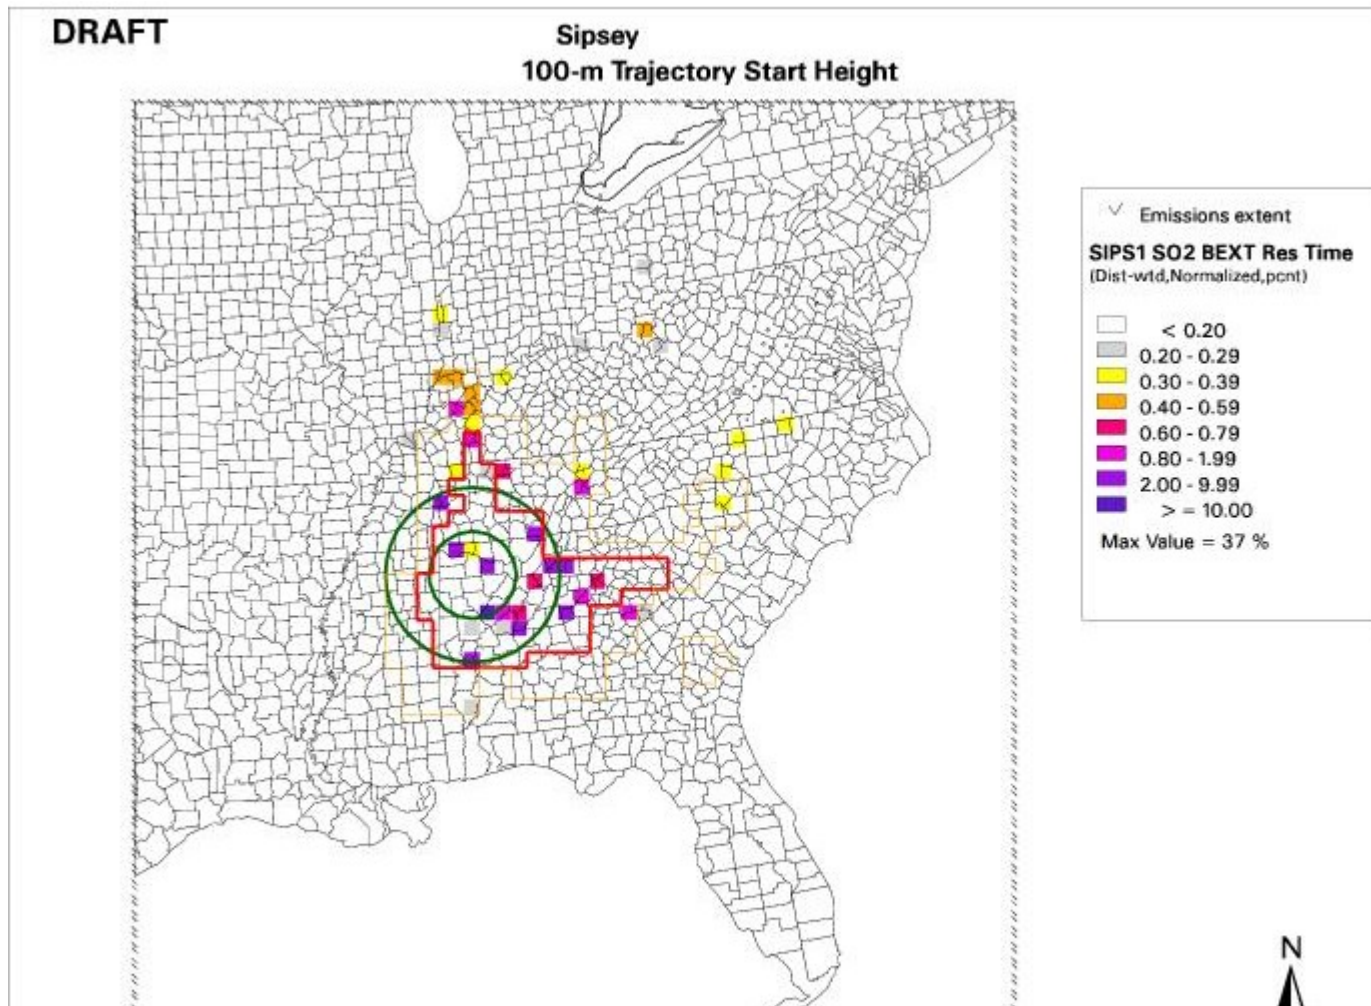 DRAFT
Sipsey
100-m Trajectory Start Height
Emissions extent
SIPS1 SO2 BEXT Res Time
(Dist-wtd,Normalized,pcnt)
< 0.20
0.20 - 0.29
0.30 - 0.39
0.40 - 0.59
0.60 - 0.79
0.80 - 1.99
2.00 - 9.99
> = 10.00
Max Value = 37 %
N